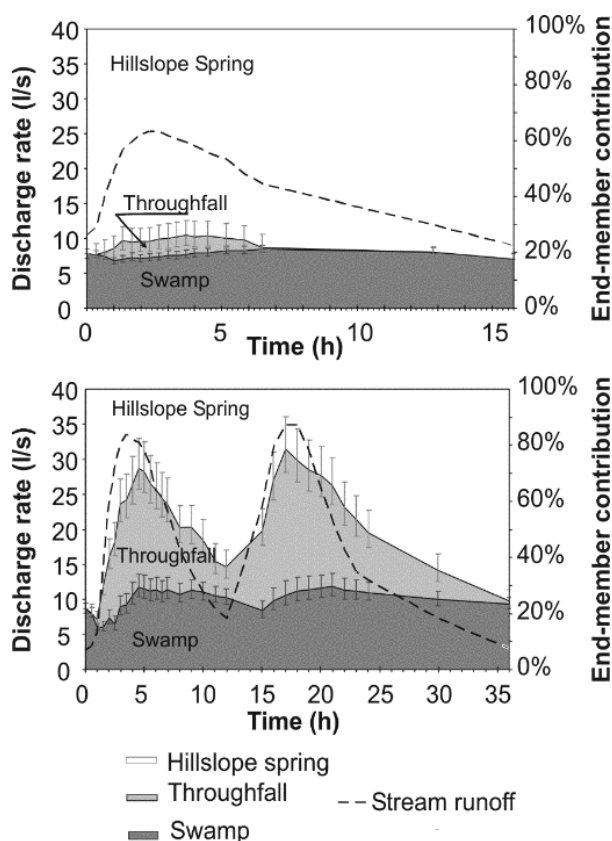 40
35
30
25
20
15
10
5
0
Discharge rate (l/s)
Hillslope Spring
Throughfall
Swamp
100%
80%
60%
40%
20%
0%
End-member contribution
0 5 10 15
Time (h)
40
35
30
25
20
15
10
5
0
Discharge rate (l/s)
Hillslope Spring
Throughfall
Swamp
100%
80%
60%
40%
20%
0%
End-member contribution
0 5 10 15 20 25 30 35
Time (h)
Hillslope spring
Throughfall
Stream runoff
Swamp